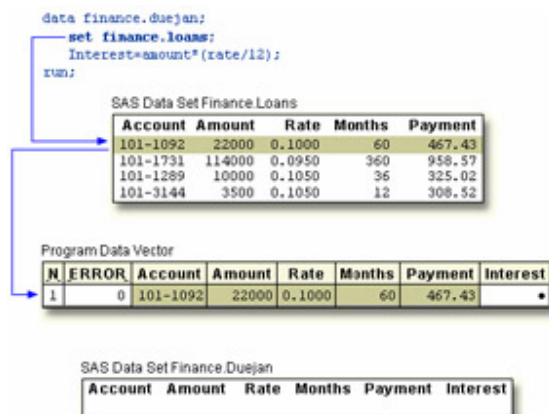 data finance.duejan;
set finance.loans;
Interest=amount*(rate/12);
run;
SAS Data Set Finance.Loans
Account Amount Rate Months Payment
101-1092 22000 0.1000 60 467.43
101-1731 114000 0.0950 360 958.57
101-1289 10000 0.1050 36 325.02
101-3144 3500 0.1050 12 308.52
Program Data Vector
N ERROR Account Amount Rate Months Payment Interest
1 0 101-1092 22000 0.1000 60 467.43 •
SAS Data Set Finance.Duejan
Account Amount Rate Months Payment Interest